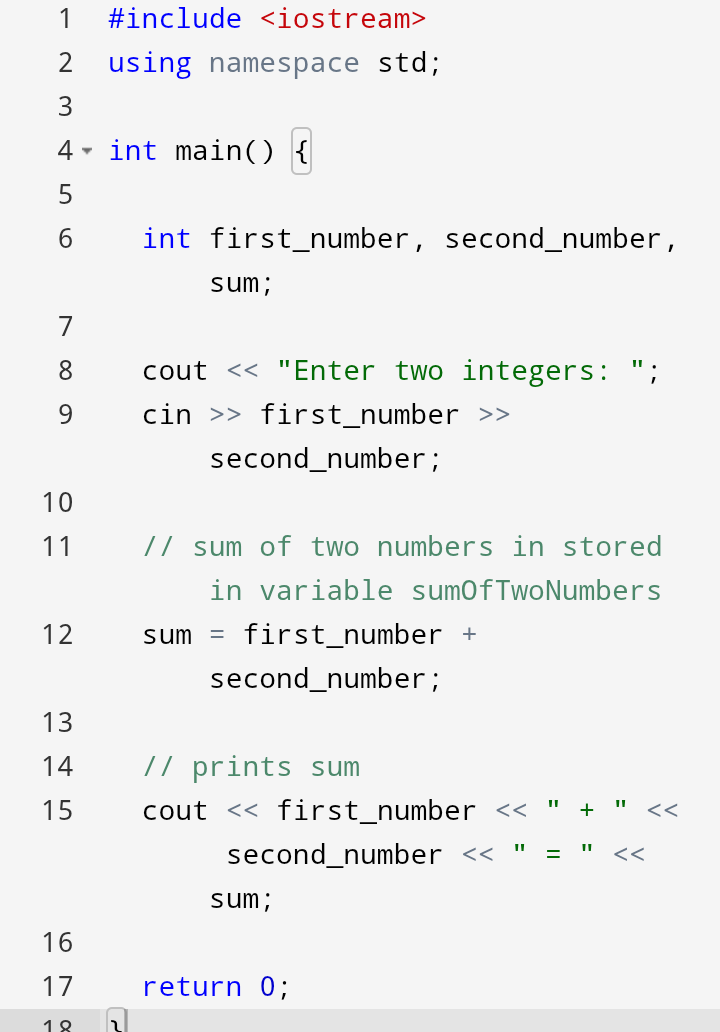 1 #include <iostream>
2 using namespace std;
3
4 int main() {
5
6 int first_number, second_number,
sum;
7
8 cout << "Enter two integers: ";
9 cin >> first_number >>
second_number;
10
11 // sum of two numbers in stored
in variable sumOfTwoNumbers
12 sum = first_number +
second_number;
13
14 // prints sum
15 cout << first_number << " + " <<
second_number << " = " <<
sum;
16
17 return 0;
18 }